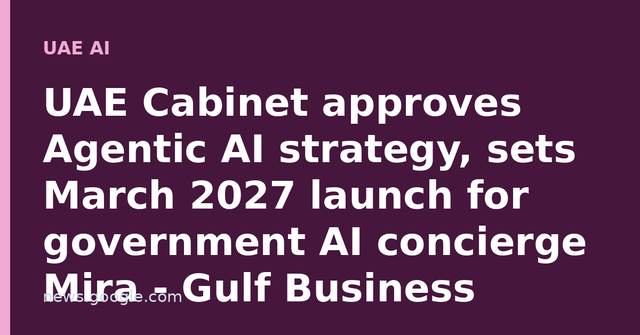 UAE AI
UAE Cabinet approves
Agentic AI strategy, sets
March 2027 launch for
government AI concierge
Mira - Gulf Business
news.google.com